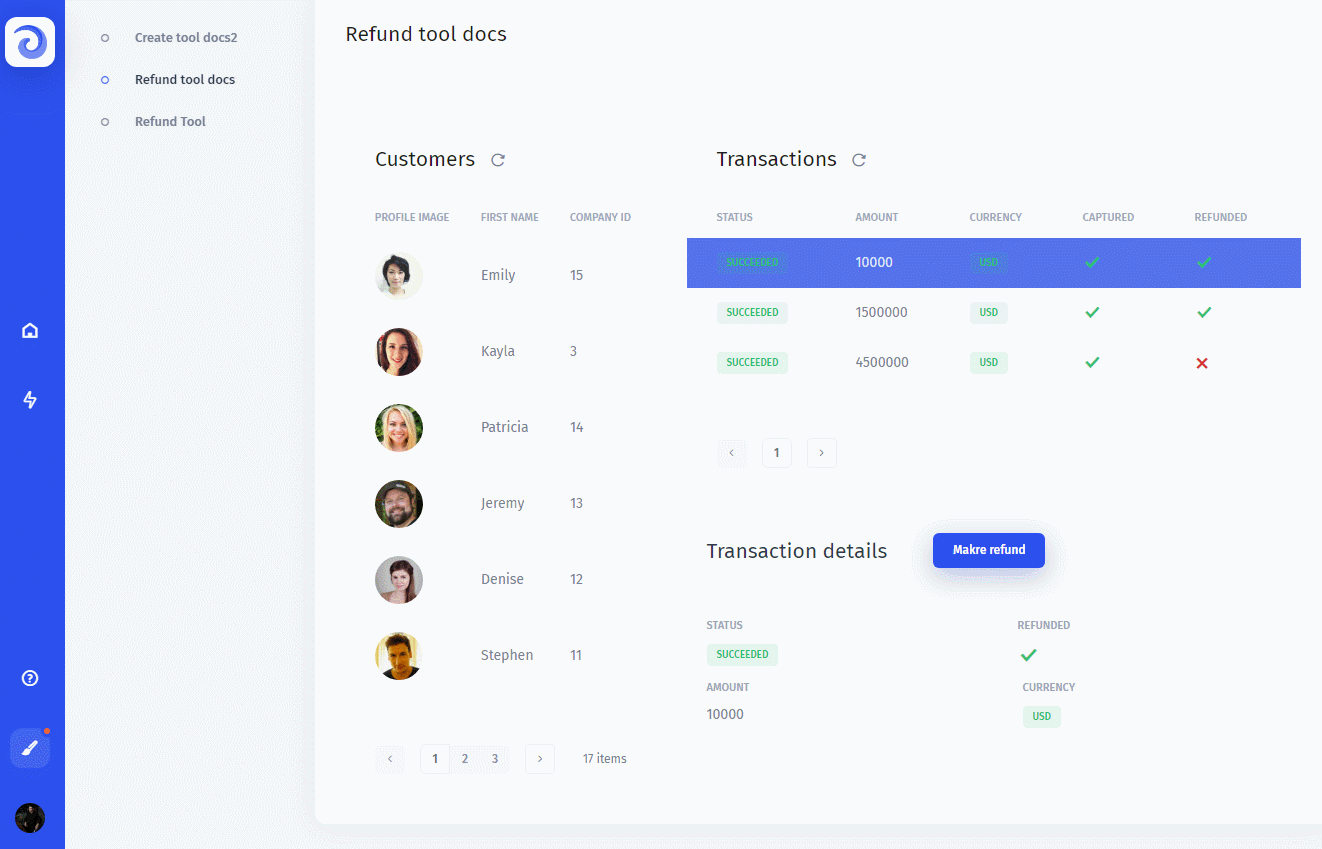 Create tool docs2
Refund tool docs
Refund Tool
Refund tool docs
Customers
PROFILE IMAGE FIRST NAME COMPANY ID
Emily 15
Kayla 3
Patricia 14
Jeremy 13
Denise 12
Stephen 11
‹ 1 2 3 › 17 items
Transactions
STATUS AMOUNT CURRENCY CAPTURED REFUNDED
SUCCEEDED 10000 USD
SUCCEEDED 1500000 USD
SUCCEEDED 4500000 USD
‹ 1 ›
Transaction details Makre refund
STATUS REFUNDED
SUCCEEDED
AMOUNT CURRENCY
10000 USD